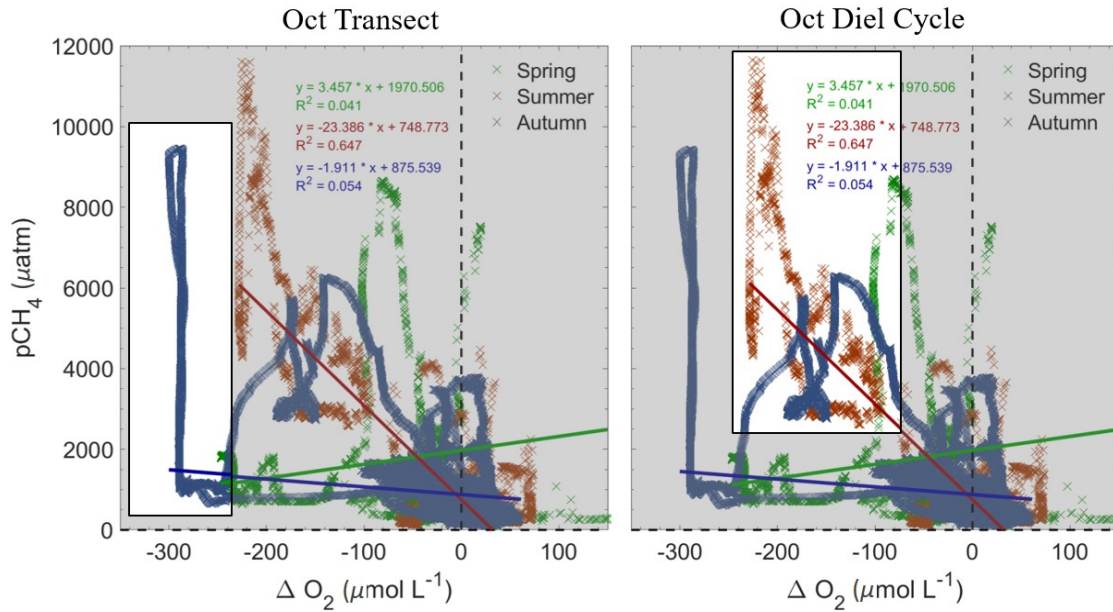 Oct Transect
12000
10000
8000
6000
4000
2000
0
pCH4 (μatm)
y = 3.457 * x + 1970.506
R2 = 0.041
y = -23.386 * x + 748.773
R2 = 0.647
y = -1.911 * x + 875.539
R2 = 0.054
Spring
Summer
Autumn
-300
-200
-100
0
Δ O2 (μmol L-1)
Oct Diel Cycle
y = 3.457 * x + 1970.506
R2 = 0.041
y = -23.386 * x + 748.773
R2 = 0.647
y = -1.911 * x + 875.539
R2 = 0.054
Spring
Summer
Autumn
-300
-200
-100
0
Δ O2 (μmol L-1)